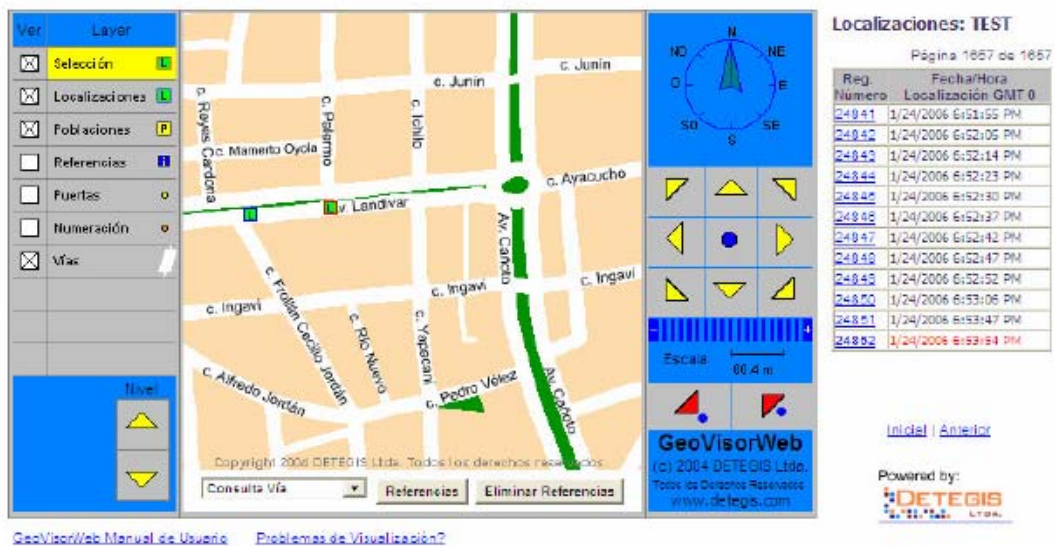 Ver Layer
Selección L
Localizaciones L
Poblaciones P
Referencias i
Puertas
Numeración
Vías
Nivel
c. Junín
c. Junín
c. Reyes Cardona
c. Palermo
c. Ichilo
c. Mamerto Oyola
c. Ayacucho
L
L
v. Landivar
Av. Cañoto
c. Ingavi
c. Ingavi
c. Ingavi
c. Froilán Cecilio Jordán
c. Río Nuevo
c. Yapacaní
c. Alfredo Jordán
c. Pedro Vélez
Av. Cañoto
Copyright 2004 DETEGIS Ltda. Todos los derechos reservados
Consulta Vía
Referencias
Eliminar Referencias
N
NO NE
O E
SO SE
S
- +
Escala
66.4 m
GeoVisorWeb
(c) 2004 DETEGIS Ltda.
Todos los Derechos Reservados
www.detegis.com
Localizaciones: TEST
Página 1657 de 1657
Reg. Número
Fecha/Hora Localización GMT 0
24841 1/24/2006 6:51:55 PM
24842 1/24/2006 6:52:05 PM
24843 1/24/2006 6:52:14 PM
24844 1/24/2006 6:52:23 PM
24845 1/24/2006 6:52:30 PM
24846 1/24/2006 6:52:37 PM
24847 1/24/2006 6:52:42 PM
24848 1/24/2006 6:52:47 PM
24849 1/24/2006 6:52:52 PM
24850 1/24/2006 6:53:06 PM
24851 1/24/2006 6:53:47 PM
24852 1/24/2006 6:53:54 PM
Inicial | Anterior
Powered by:
DETEGIS
LTDA.
GeoVisorWeb Manual de Usuario Problemas de Visualización?